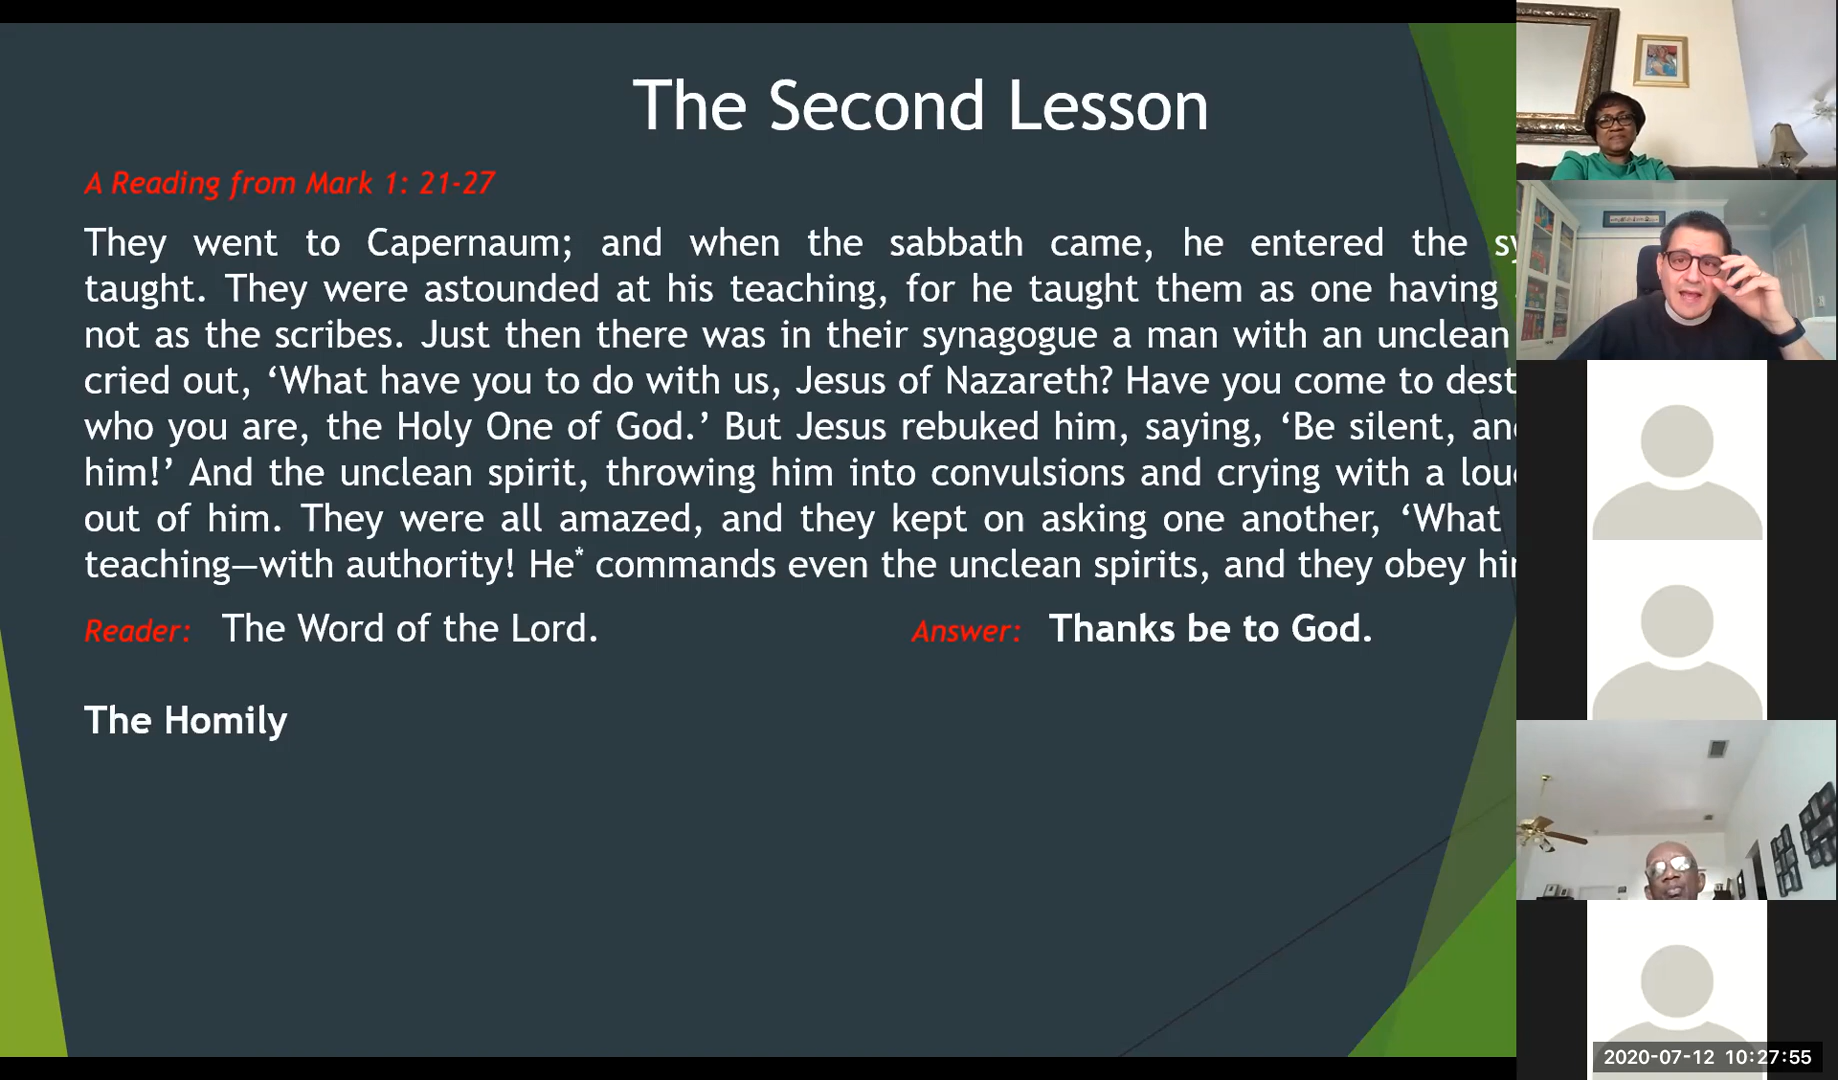 The Second Lesson
A Reading from Mark 1: 21-27
They went to Capernaum; and when the sabbath came, he entered the
taught. They were astounded at his teaching, for he taught them as one having
not as the scribes. Just then there was in their synagogue a man with an unclean
cried out, ‘What have you to do with us, Jesus of Nazareth? Have you come to
who you are, the Holy One of God.’ But Jesus rebuked him, saying, ‘Be silent,
him!’ And the unclean spirit, throwing him into convulsions and crying with a
out of him. They were all amazed, and they kept on asking one another, ‘What
teaching—with authority! He* commands even the unclean spirits, and they obey
Reader: The Word of the Lord. Answer: Thanks be to God.
The Homily
2020-07-12 10:27:55